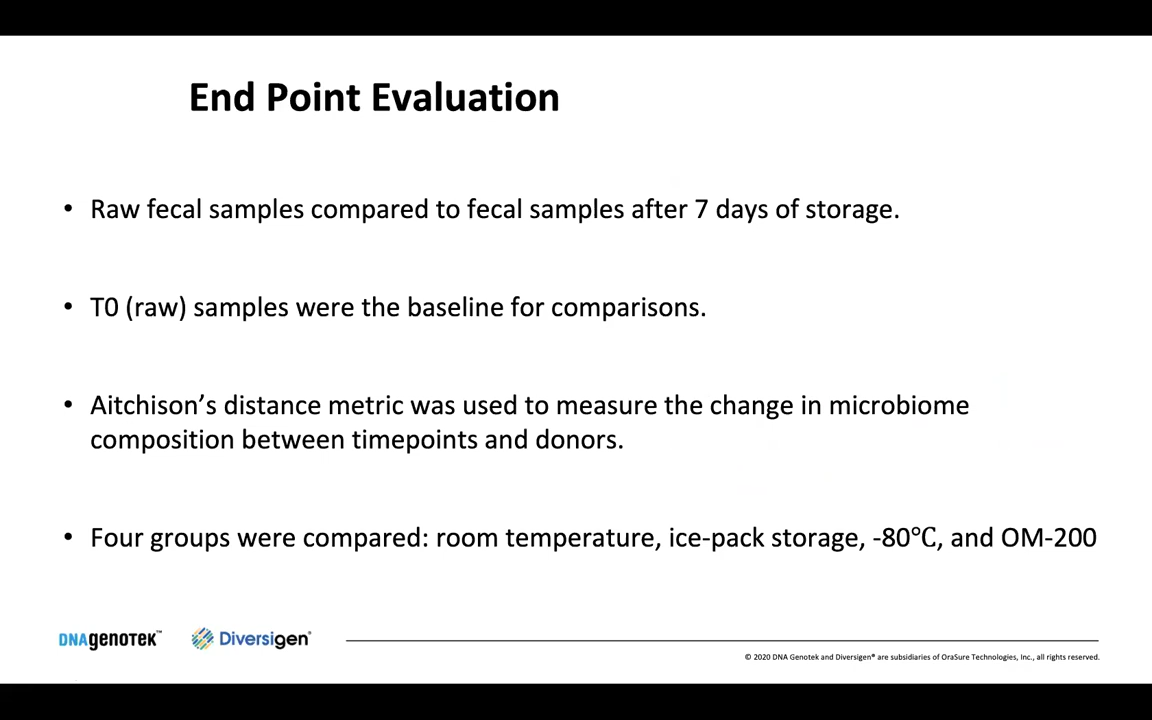 End Point Evaluation
• Raw fecal samples compared to fecal samples after 7 days of storage.
• T0 (raw) samples were the baseline for comparisons.
• Aitchison’s distance metric was used to measure the change in microbiome
composition between timepoints and donors.
• Four groups were compared: room temperature, ice-pack storage, -80℃, and OM-200
DNAgenotek™ Diversigen®
© 2020 DNA Genotek and Diversigen® are subsidiaries of OraSure Technologies, Inc., all rights reserved.